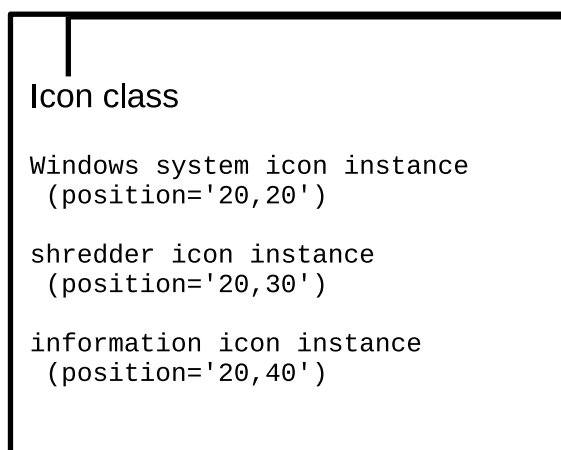 Icon class
Windows system icon instance
(position='20,20')
shredder icon instance
(position='20,30')
information icon instance
(position='20,40')